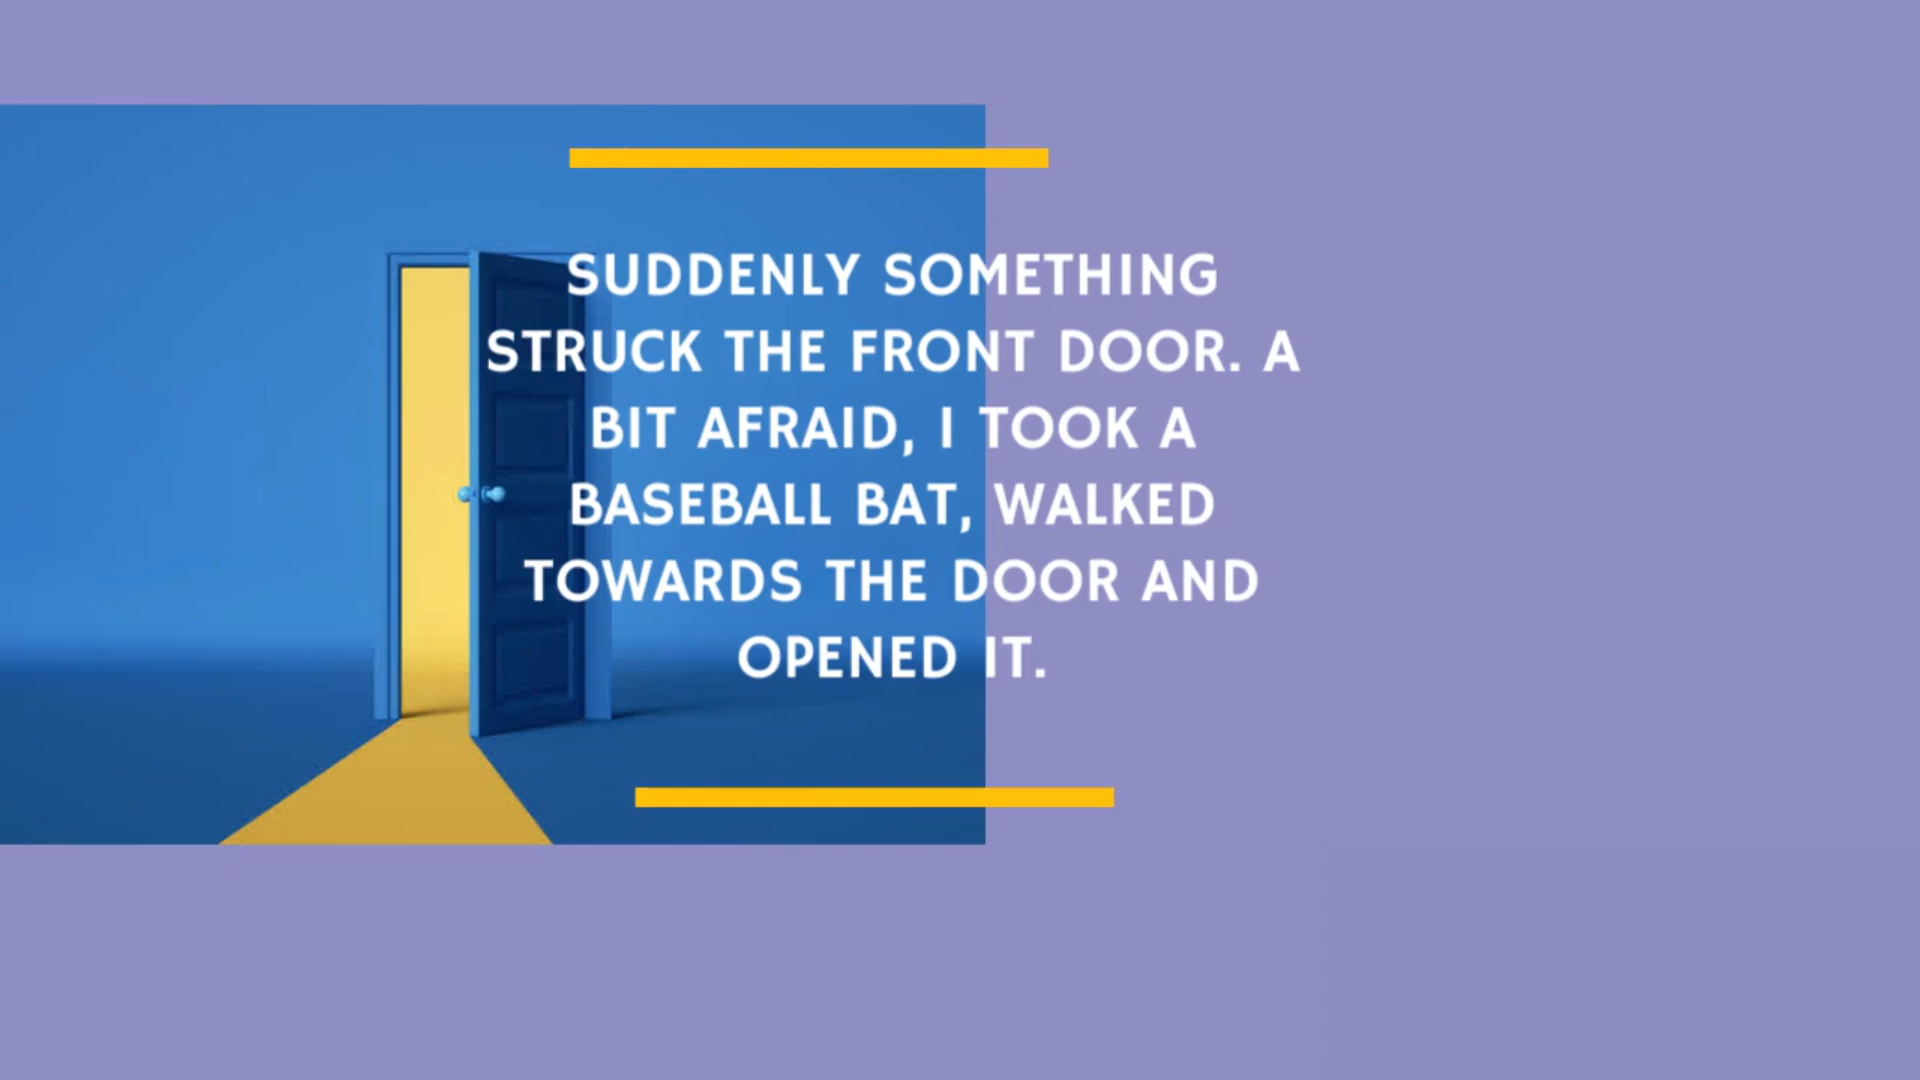 SUDDENLY SOMETHING
STRUCK THE FRONT DOOR. A
BIT AFRAID, I TOOK A
BASEBALL BAT, WALKED
TOWARDS THE DOOR AND
OPENED IT.